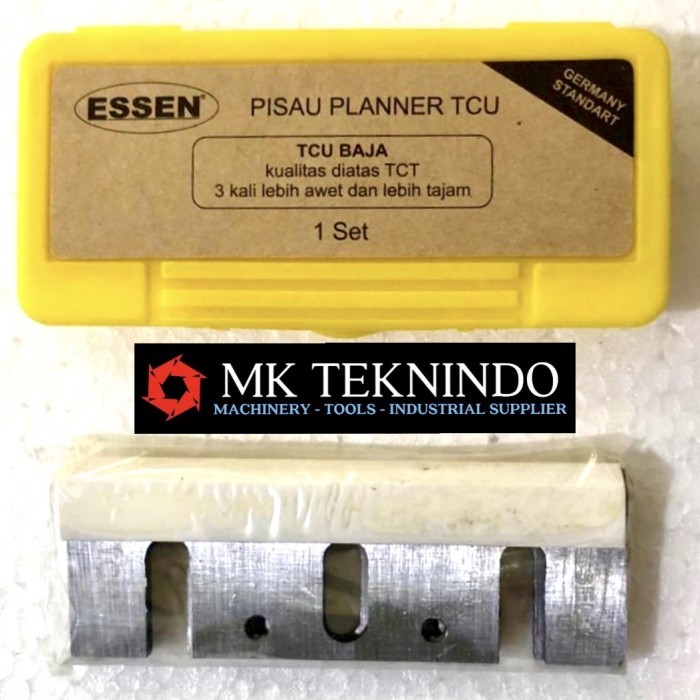 ESSEN®
PISAU PLANNER TCU
GERMANY
STANDART
TCU BAJA
kualitas diatas TCT
3 kali lebih awet dan lebih tajam
1 Set
MK TEKNINDO
MACHINERY - TOOLS - INDUSTRIAL SUPPLIER